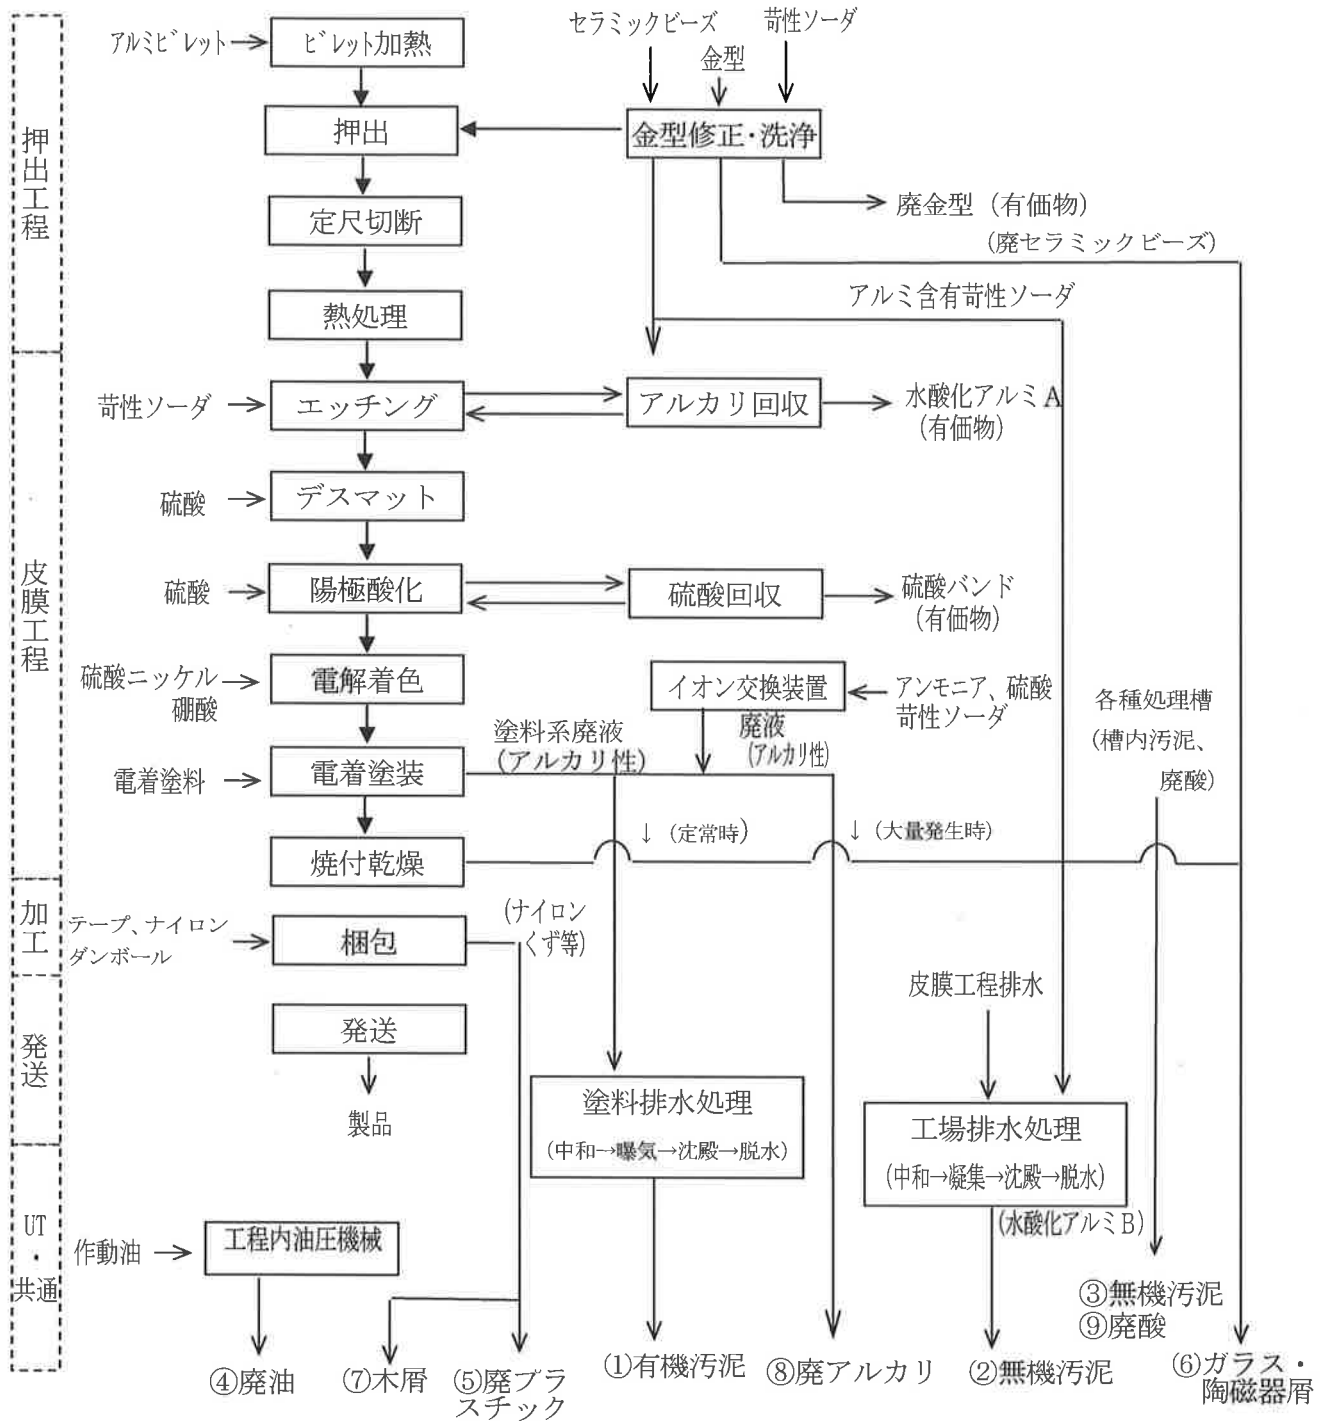 セラミックビーズ
苛性ソーダ
アルミビレット
ビレット加熱
金型
押出
金型修正・洗浄
押出工程
定尺切断
廃金型（有価物）
（廃セラミックビーズ）
アルミ含有苛性ソーダ
熱処理
苛性ソーダ
エッチング
アルカリ回収
水酸化アルミA
（有価物）
硫酸
デスマット
皮膜工程
硫酸
陽極酸化
硫酸回収
硫酸バンド
（有価物）
硫酸ニッケル
硼酸
電解着色
イオン交換装置
アンモニア、硫酸
苛性ソーダ
各種処理槽
（槽内汚泥、
廃酸）
塗料系廃液
（アルカリ性）
廃液
（アルカリ性）
電着塗料
電着塗装
↓（定常時）
↓（大量発生時）
焼付乾燥
加工
テープ、ナイロン
ダンボール
梱包
（ナイロン
くず等）
皮膜工程排水
発送
発送
製品
塗料排水処理
（中和→曝気→沈殿→脱水）
工場排水処理
（中和→凝集→沈殿→脱水）
（水酸化アルミB）
UT・共通
作動油
工程内油圧機械
③無機汚泥
⑨廃酸
④廃油
⑦木屑
⑤廃プラ
スチック
①有機汚泥
⑧廃アルカリ
②無機汚泥
⑥ガラス・
陶磁器屑